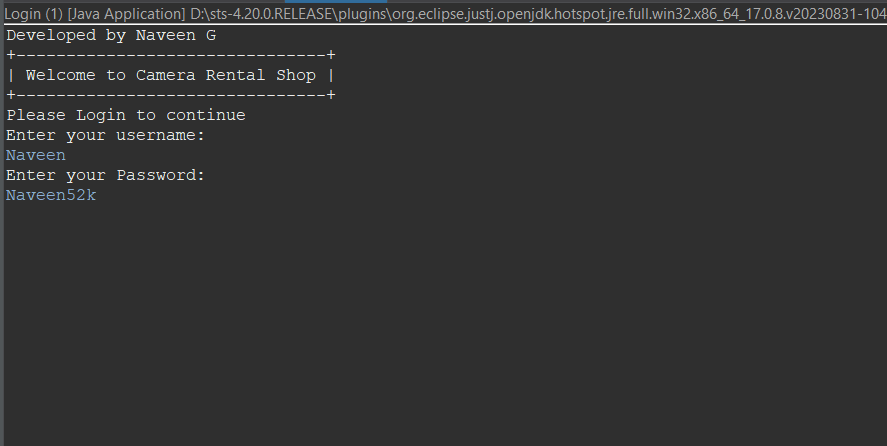 Login (1) [Java Application] D:\sts-4.20.0.RELEASE\plugins\org.eclipse.justj.openjdk.hotspot.jre.full.win32.x86_64_17.0.8.v20230831-104
Developed by Naveen G
+-------------------------------+
| Welcome to Camera Rental Shop |
+-------------------------------+
Please Login to continue
Enter your username:
Naveen
Enter your Password:
Naveen52k